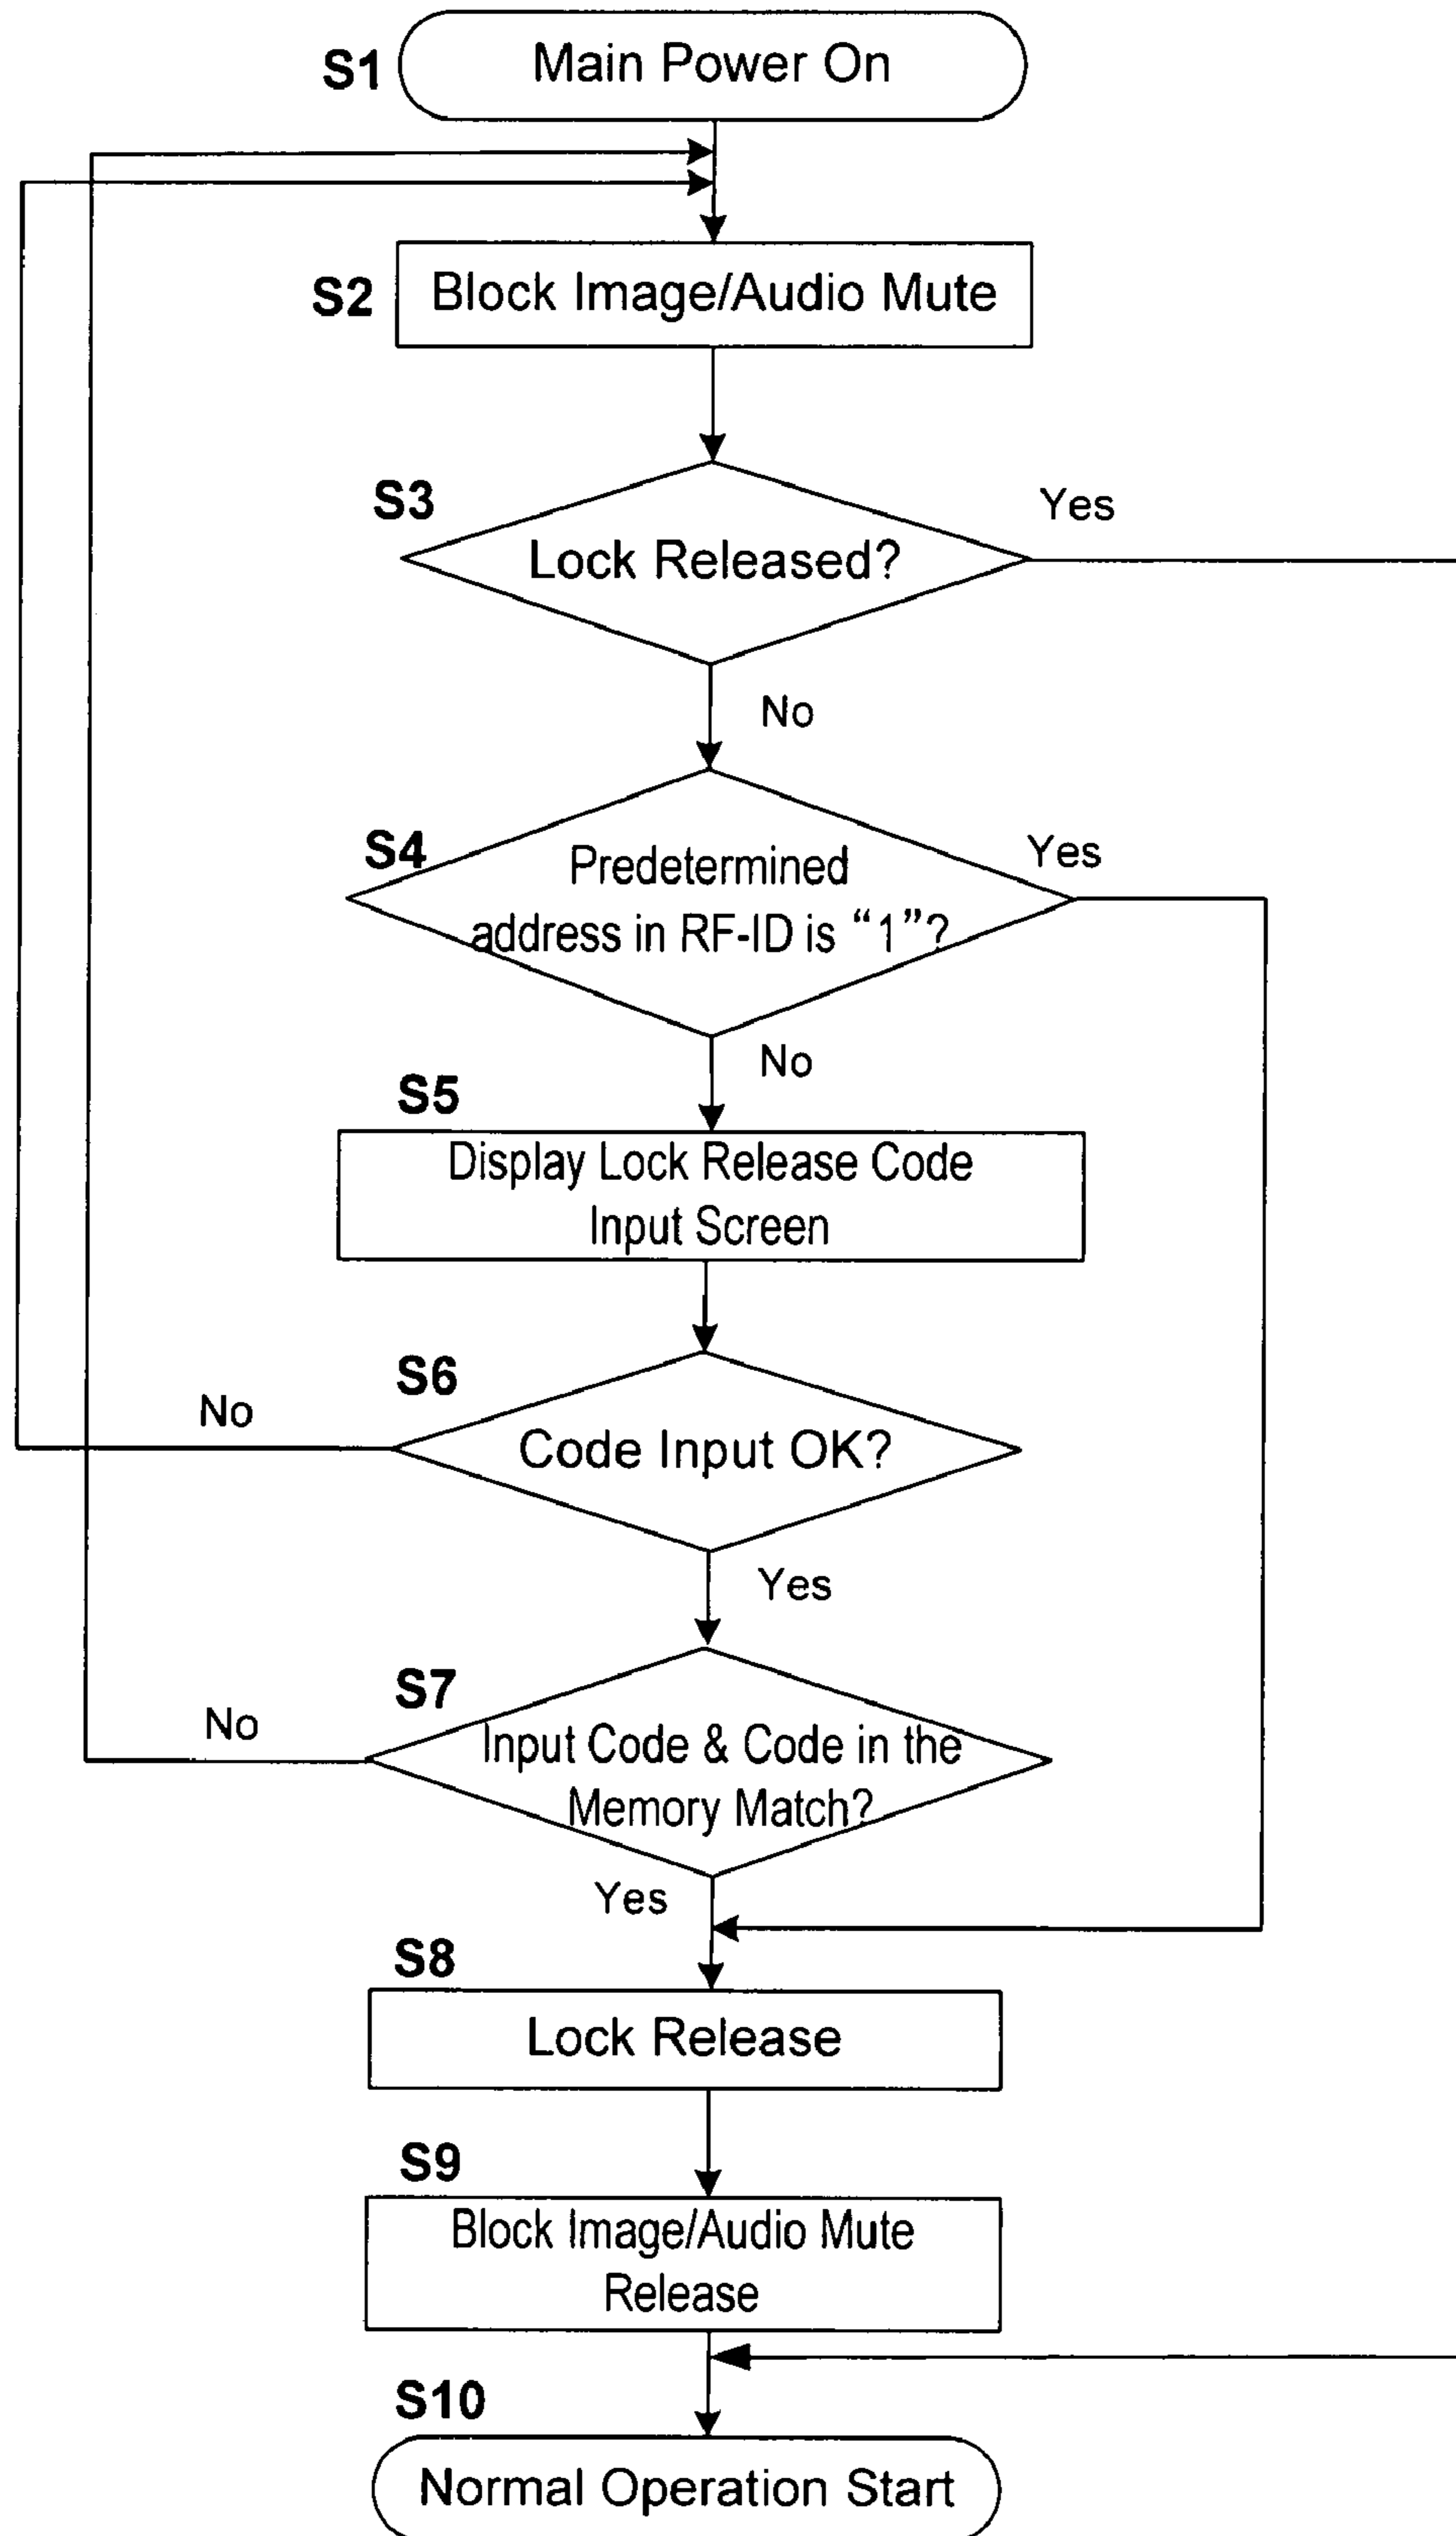 S1
Main Power On
S2
Block Image/Audio Mute
S3
Yes
Lock Released?
No
S4
Yes
Predetermined
address in RF-ID is “1”?
No
S5
Display Lock Release Code
Input Screen
S6
No
Code Input OK?
Yes
S7
No
Input Code & Code in the
Memory Match?
Yes
S8
Lock Release
S9
Block Image/Audio Mute
Release
S10
Normal Operation Start